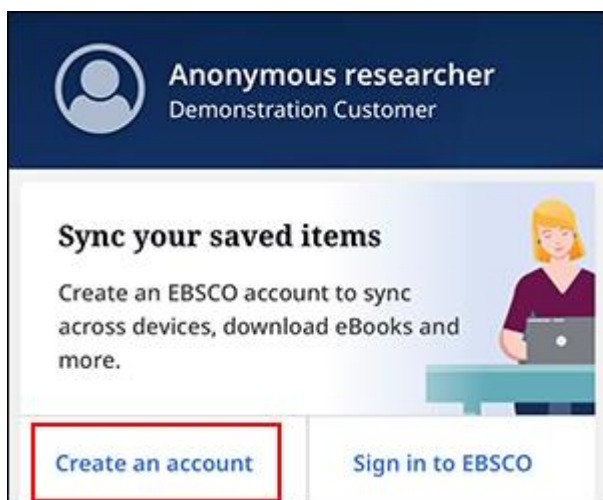 Anonymous researcher
Demonstration Customer
Sync your saved items
Create an EBSCO account to sync
across devices, download eBooks and
more.
Create an account
Sign in to EBSCO